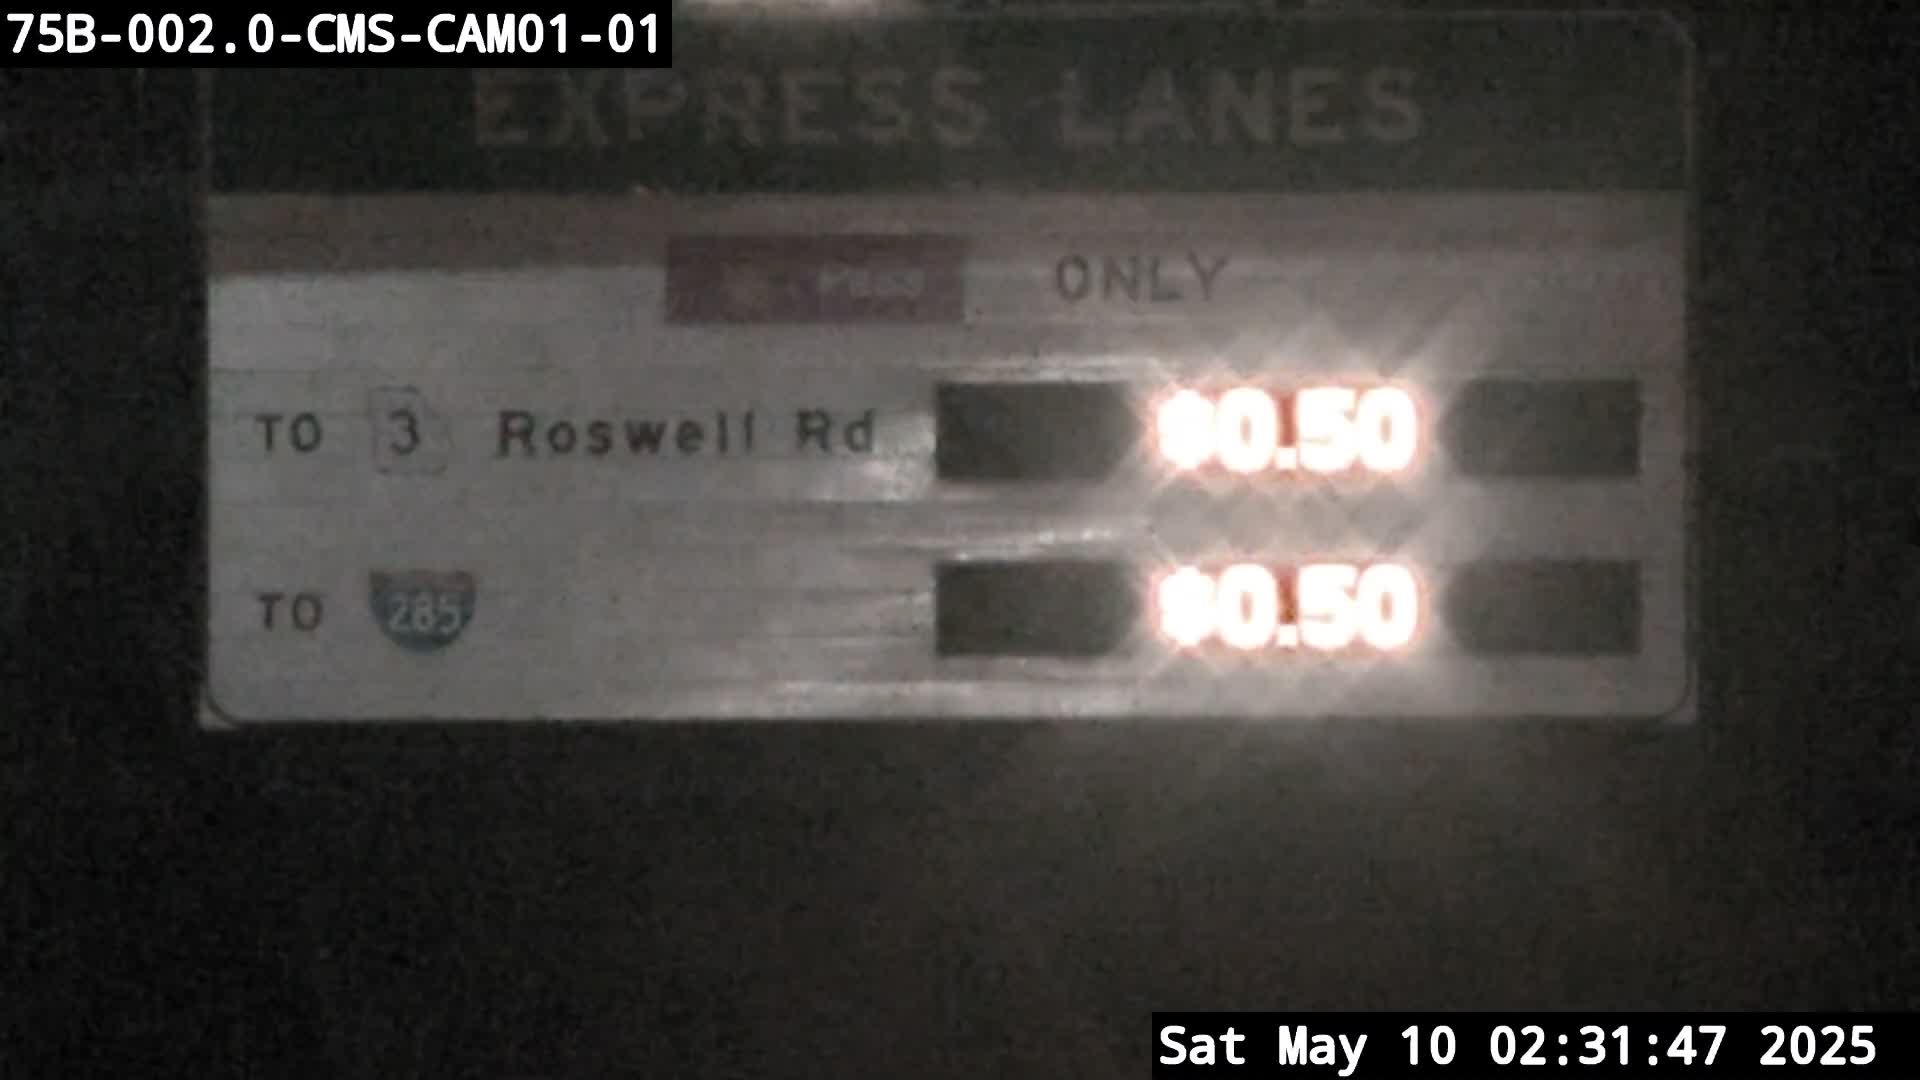 75B-002.0-CMS-CAM01-01
EXPRESS LANES
Pass ONLY
TO 3 Roswell Rd $0.50
TO 285 $0.50
Sat May 10 02:31:47 2025